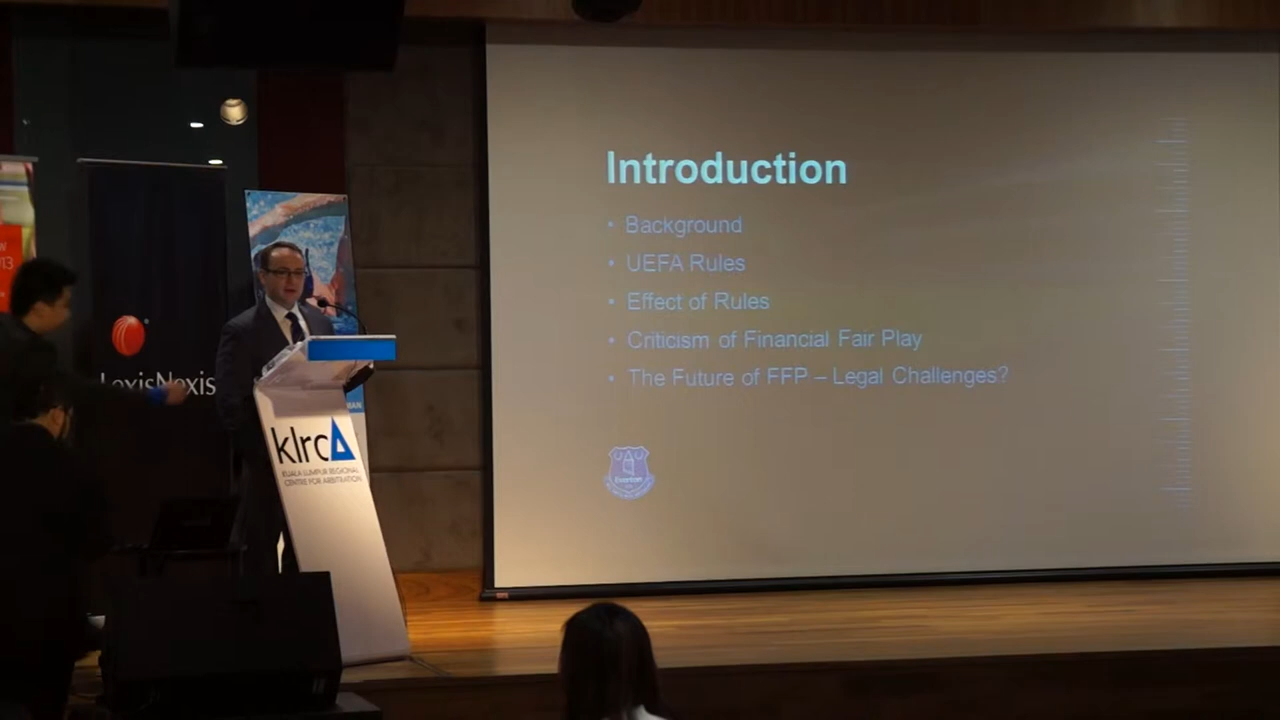 Introduction
• Background
• UEFA Rules
• Effect of Rules
• Criticism of Financial Fair Play
• The Future of FFP – Legal Challenges?
Everton
LexisNexis
klrca
KUALA LUMPUR REGIONAL
CENTRE FOR ARBITRATION